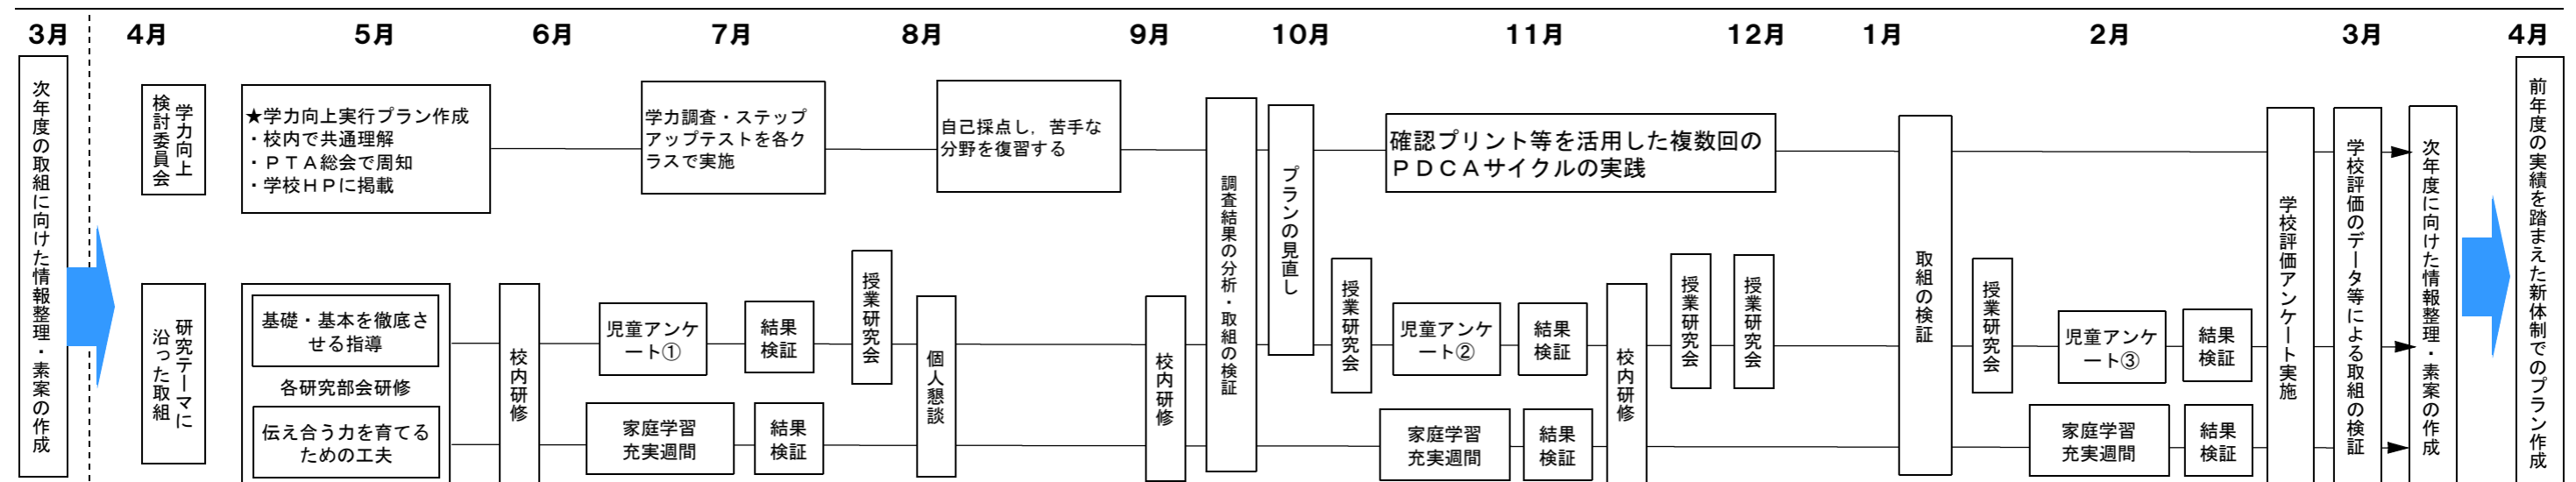 3月 4月 5月 6月 7月 8月 9月 10月 11月 12月 1月 2月 3月 4月
次年度の取組に向けた情報整理・素案の作成
学力向上
検討委員会
★学力向上実行プラン作成
・校内で共通理解
・ＰＴＡ総会で周知
・学校ＨＰに掲載
学力調査・ステップ
アップテストを各ク
ラスで実施
自己採点し，苦手な
分野を復習する
調査結果の分析・取組の検証
プランの見直し
確認プリント等を活用した複数回の
ＰＤＣＡサイクルの実践
取組の検証
学校評価アンケート実施
学校評価のデータ等による取組の検証
次年度に向けた情報整理・素案の作成
前年度の実績を踏まえた新体制でのプラン作成
研究テーマに
沿った取組
基礎・基本を徹底さ
せる指導
各研究部会研修
伝え合う力を育てる
ための工夫
校内研修
児童アンケ
ート①
結果
検証
家庭学習
充実週間
結果
検証
授業研究会
個人懇談
校内研修
授業研究会
児童アンケ
ート②
結果
検証
家庭学習
充実週間
結果
検証
校内研修
授業研究会
授業研究会
授業研究会
児童アンケ
ート③
結果
検証
家庭学習
充実週間
結果
検証